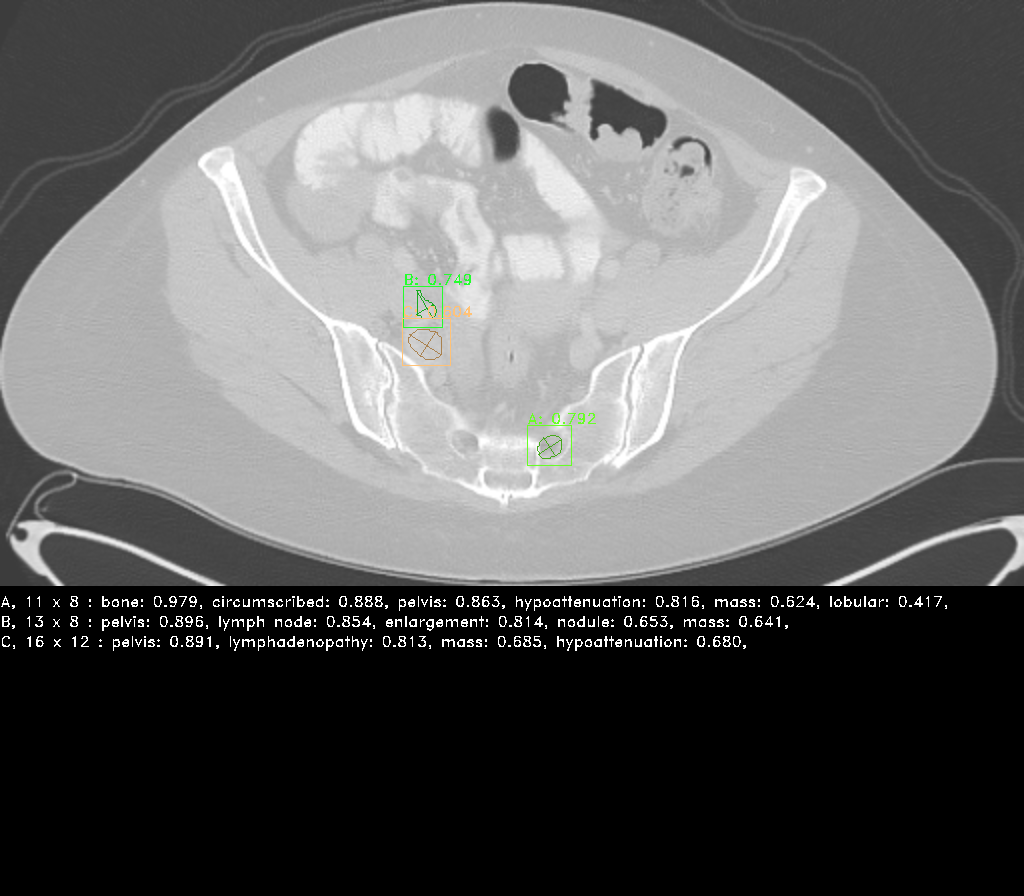 B: 0.749
A: 0.792
A, 11 x 8 : bone: 0.979, circumscribed: 0.888, pelvis: 0.863, hypoattenuation: 0.816, mass: 0.624, lobular: 0.417,
B, 13 x 8 : pelvis: 0.896, lymph node: 0.854, enlargement: 0.814, nodule: 0.653, mass: 0.641,
C, 16 x 12 : pelvis: 0.891, lymphadenopathy: 0.813, mass: 0.685, hypoattenuation: 0.680,